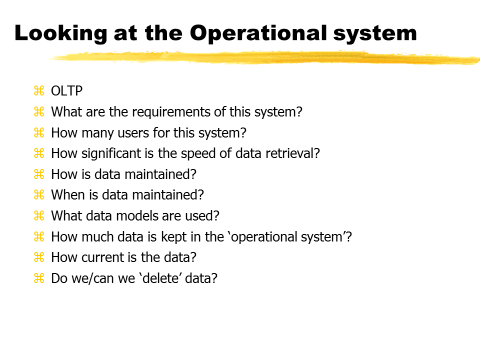 Looking at the Operational system
OLTP
What are the requirements of this system?
How many users for this system?
How significant is the speed of data retrieval?
How is data maintained?
When is data maintained?
What data models are used?
How much data is kept in the ‘operational system’?
How current is the data?
Do we/can we ‘delete’ data?